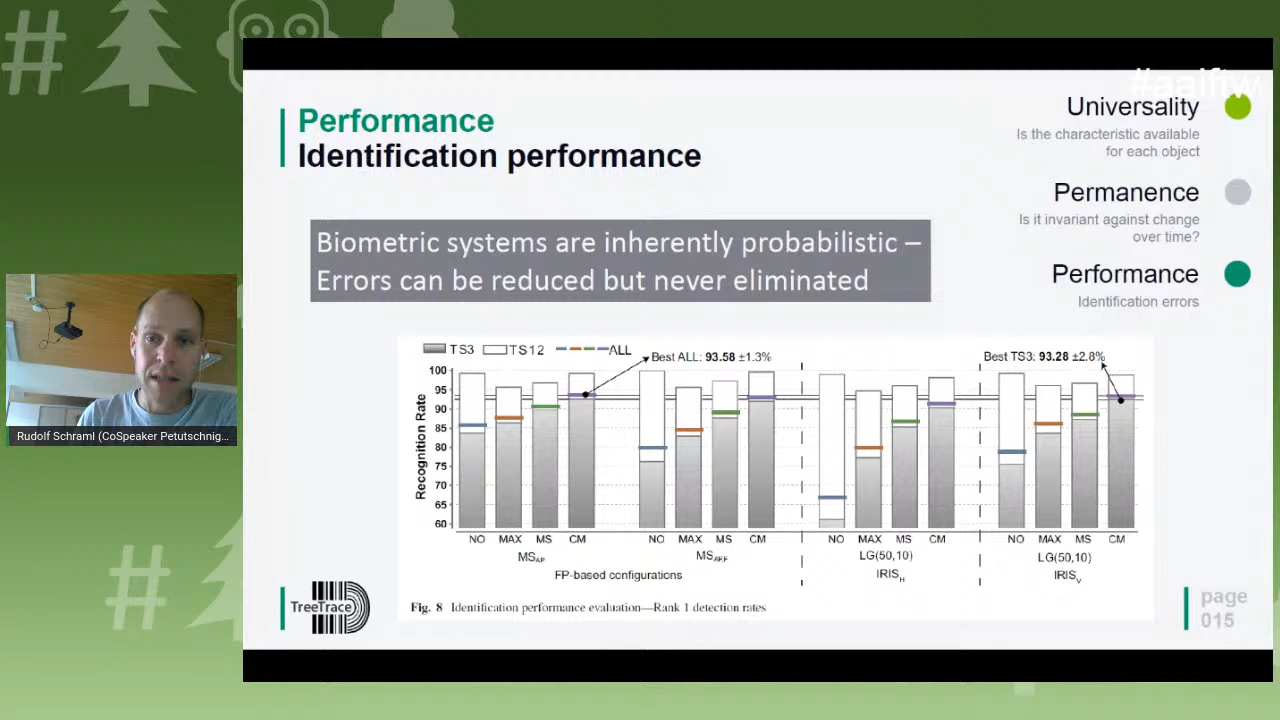 #aaiftw
Performance
Identification performance
Universality
Is the characteristic available
for each object
Permanence
Is it invariant against change
over time?
Performance
Identification errors
Biometric systems are inherently probabilistic –
Errors can be reduced but never eliminated
TS3 TS12 ALL
Best ALL: 93.58 ±1.3%
Best TS3: 93.28 ±2.8%
Recognition Rate
100
95
90
85
80
75
70
65
60
NO MAX MS CM NO MAX MS CM NO MAX MS CM NO MAX MS CM
MS LG(50,10) LG(50,10)
FP-based configurations IRISH IRISV
Fig. 8 Identification performance evaluation—Rank 1 detection rates
TreeTrace
page
015
Rudolf Schraml (CoSpeaker Petutschnig...